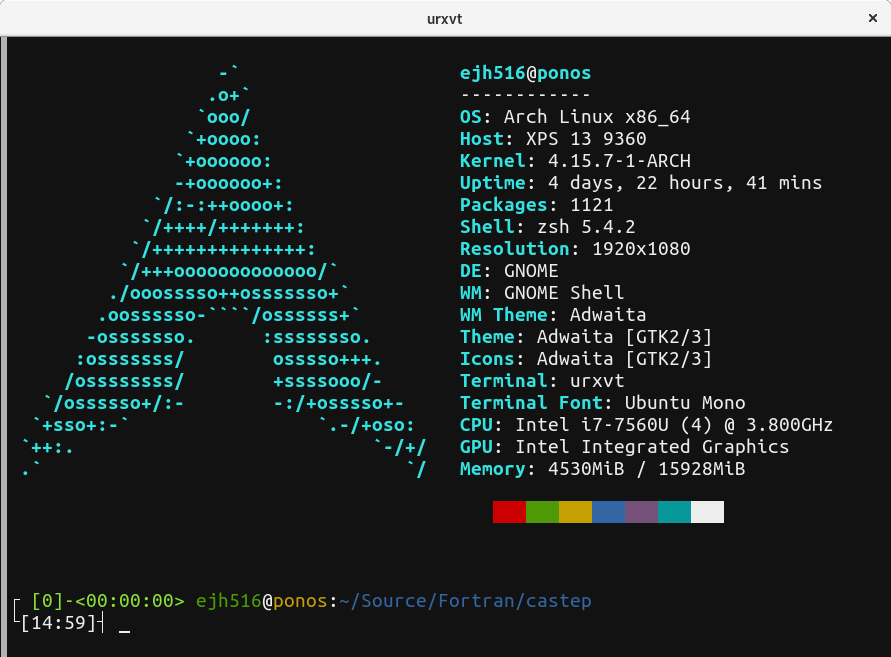 urxvt ×
-`
.o+`
`ooo/
`+oooo:
`+oooooo:
-+oooooo+:
`/:-:++oooo+:
`/++++/+++++++:
`/++++++++++++++:
`/+++ooooooooooooo/`
./ooosssso++osssssso+`
.oossssso-````/ossssss+`
-osssssso. :ssssssso.
:osssssss/ osssso+++.
/ossssssss/ +ssssooo/-
`/ossssso+/:- -:/+osssso+-
`+sso+:-` `.-/+oso:
`++:. `-/+/
.` `/
ejh516@ponos
------------
OS: Arch Linux x86_64
Host: XPS 13 9360
Kernel: 4.15.7-1-ARCH
Uptime: 4 days, 22 hours, 41 mins
Packages: 1121
Shell: zsh 5.4.2
Resolution: 1920x1080
DE: GNOME
WM: GNOME Shell
WM Theme: Adwaita
Theme: Adwaita [GTK2/3]
Icons: Adwaita [GTK2/3]
Terminal: urxvt
Terminal Font: Ubuntu Mono
CPU: Intel i7-7560U (4) @ 3.800GHz
GPU: Intel Integrated Graphics
Memory: 4530MiB / 15928MiB
┌ [0]-<00:00:00> ejh516@ponos:~/Source/Fortran/castep
└[14:59]┤ _